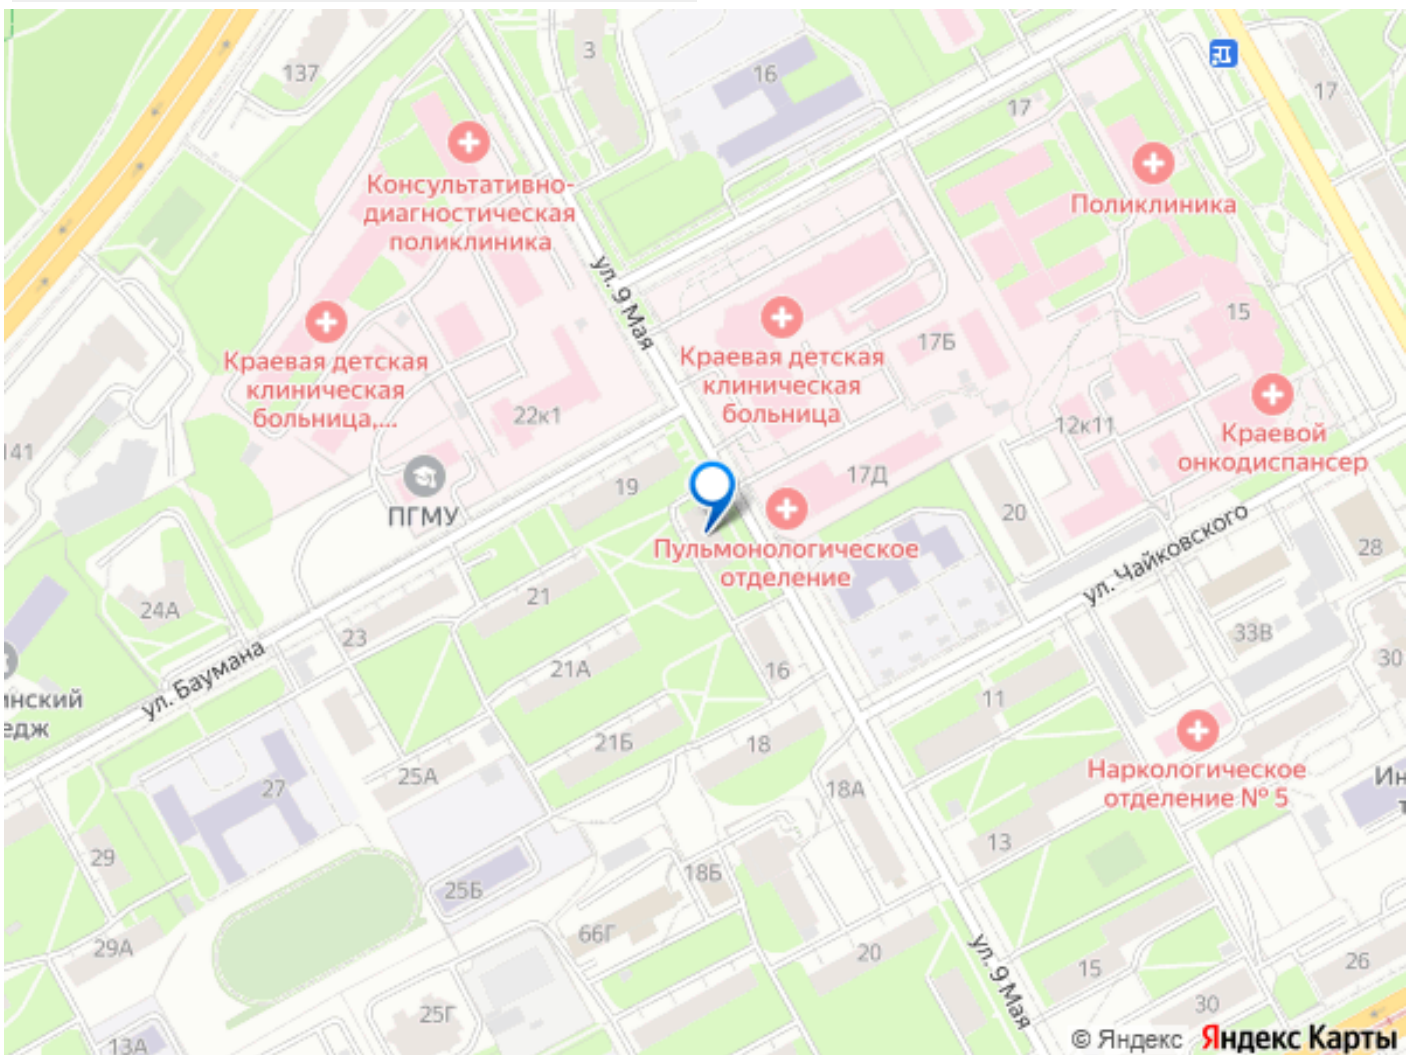 137
3
16
17
17
Консультативно-
диагностическая
поликлиника
Поликлиника
ул. 9 Мая
15
Краевая детская
клиническая
больница,...
Краевая детская
клиническая
больница
17Б
22к1
12к11
Краевой
онкодиспансер
141
ПГМУ
19
17Д
20
Пульмонологическое
отделение
ул. Чайковского
28
24А
21
23
33В
30
ул. Баумана
21А
16
инский
едж
11
21Б
18
Наркологическое
отделение № 5
Ин
т
25А
27
18А
13
29
25Б
18Б
29А
66Г
20
ул. 9 Мая
15
26
25Г
30
13А
© Яндекс Яндекс Карты